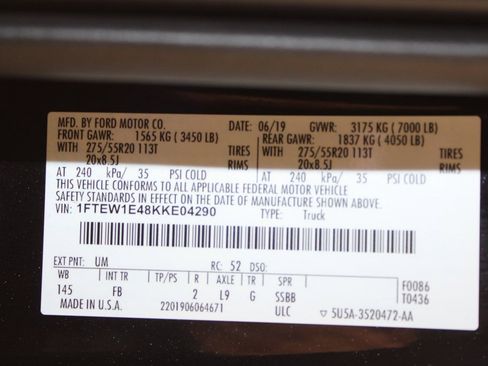 MFD. BY FORD MOTOR CO. DATE: 06/19 GVWR: 3175 KG ( 7000 LB)
FRONT GAWR: 1565 KG ( 3450 LB) REAR GAWR: 1837 KG ( 4050 LB)
WITH 275/55R20 113T TIRES WITH 275/55R20 113T TIRES
20x8.5J RIMS 20x8.5J RIMS
AT 240 kPa/ 35 PSI COLD AT 240 kPa/ 35 PSI COLD
THIS VEHICLE CONFORMS TO ALL APPLICABLE FEDERAL MOTOR VEHICLE
SAFETY STANDARDS IN EFFECT ON THE DATE OF MANUFACTURE SHOWN ABOVE.
VIN: 1FTEW1E48KKE04290 TYPE: Truck
EXT PNT: UM RC: 52 DSO:
WB INT TR TP/PS R AXLE TR SPR F0086
145 FB 2 L9 G SSBB T0436
MADE IN U.S.A. 2201906064671 ULC 5U5A-3S20472-AA